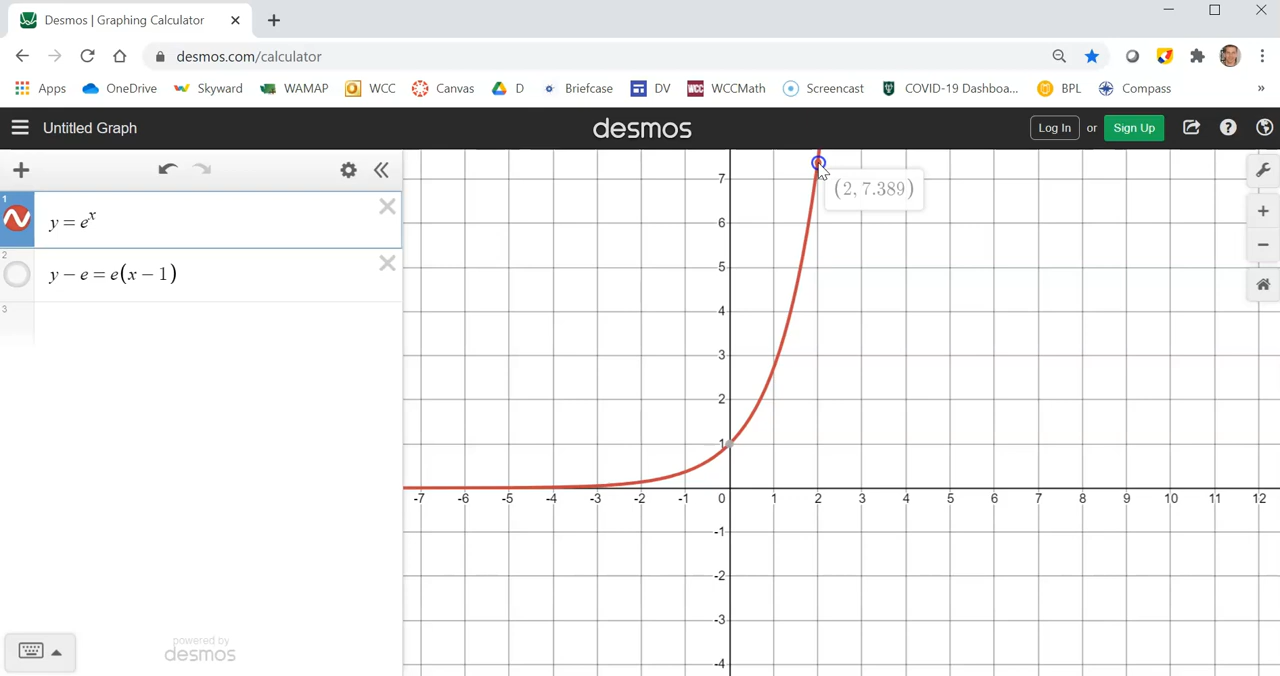 Desmos | Graphing Calculator
desmos.com/calculator
Apps OneDrive Skyward WAMAP WCC Canvas D Briefcase DV WCC WCCMath Screencast COVID-19 Dashboa... BPL Compass »
Untitled Graph desmos Log In or Sign Up
1
y = e^x
2
y − e = e(x − 1)
3
(2, 7.389)
7
6
5
4
3
2
1
-7 -6 -5 -4 -3 -2 -1 0 1 2 3 4 5 6 7 8 9 10 11 12
-1
-2
-3
-4
powered by
desmos